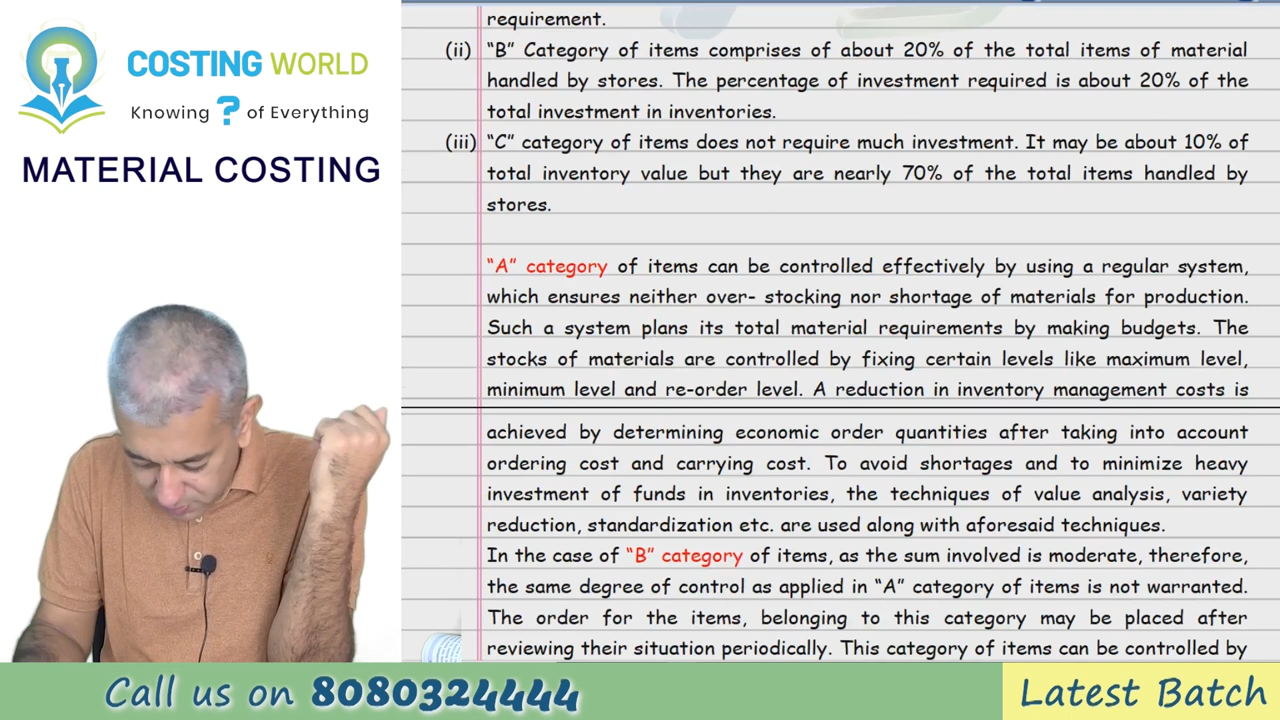 COSTING WORLD
Knowing ? of Everything
MATERIAL COSTING
requirement.
(ii) “B” Category of items comprises of about 20% of the total items of material
handled by stores. The percentage of investment required is about 20% of the
total investment in inventories.
(iii) “C” category of items does not require much investment. It may be about 10% of
total inventory value but they are nearly 70% of the total items handled by
stores.
“A” category of items can be controlled effectively by using a regular system,
which ensures neither over- stocking nor shortage of materials for production.
Such a system plans its total material requirements by making budgets. The
stocks of materials are controlled by fixing certain levels like maximum level,
minimum level and re-order level. A reduction in inventory management costs is
achieved by determining economic order quantities after taking into account
ordering cost and carrying cost. To avoid shortages and to minimize heavy
investment of funds in inventories, the techniques of value analysis, variety
reduction, standardization etc. are used along with aforesaid techniques.
In the case of “B” category of items, as the sum involved is moderate, therefore,
the same degree of control as applied in “A” category of items is not warranted.
The order for the items, belonging to this category may be placed after
reviewing their situation periodically. This category of items can be controlled by
Call us on 8080324444
Latest Batch